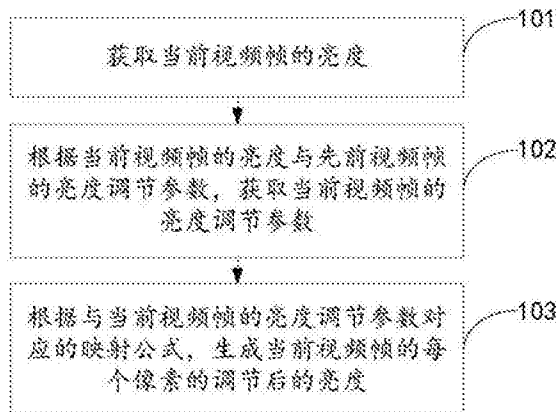 获取当前视频帧的亮度
101
根据当前视频帧的亮度与先前视频帧
的亮度调节参数，获取当前视频帧的
亮度调节参数
102
根据与当前视频帧的亮度调节参数对
应的映射公式，生成当前视频帧的每
个像素的调节后的亮度
103